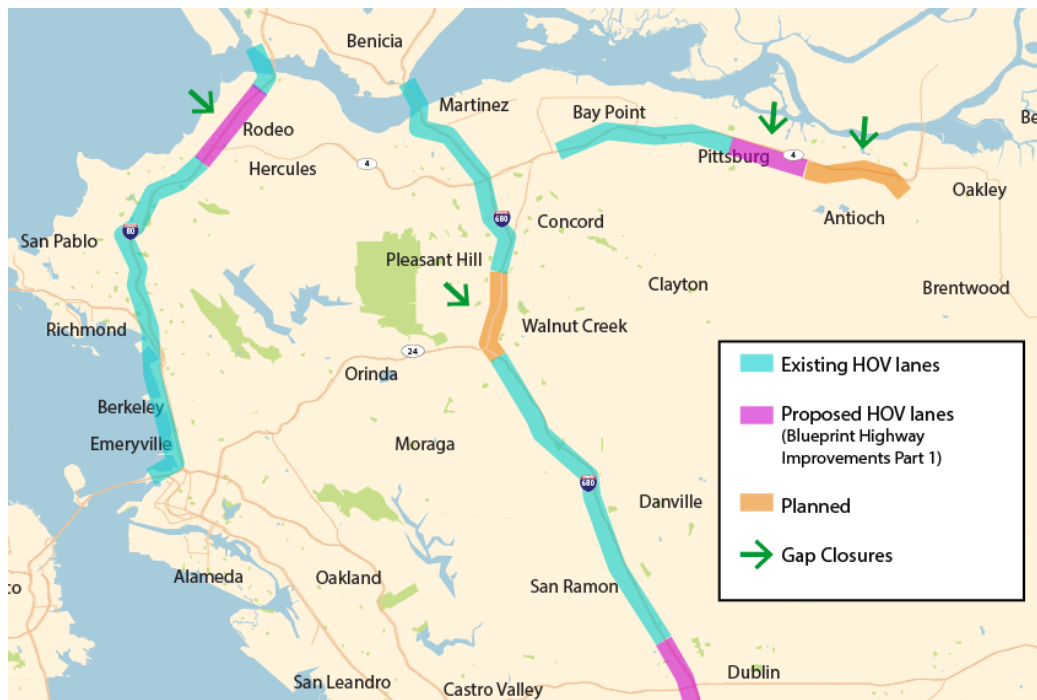 Benicia
Martinez
Bay Point
Rodeo
Hercules
4
Pittsburg
4
Oakley
Antioch
San Pablo
80
680
Concord
Pleasant Hill
Clayton
Brentwood
Richmond
Walnut Creek
24
Orinda
Berkeley
Emeryville
Moraga
680
Danville
Alameda
Oakland
San Ramon
San Leandro
Castro Valley
Dublin
co
Be
Existing HOV lanes
Proposed HOV lanes
(Blueprint Highway
Improvements Part 1)
Planned
Gap Closures